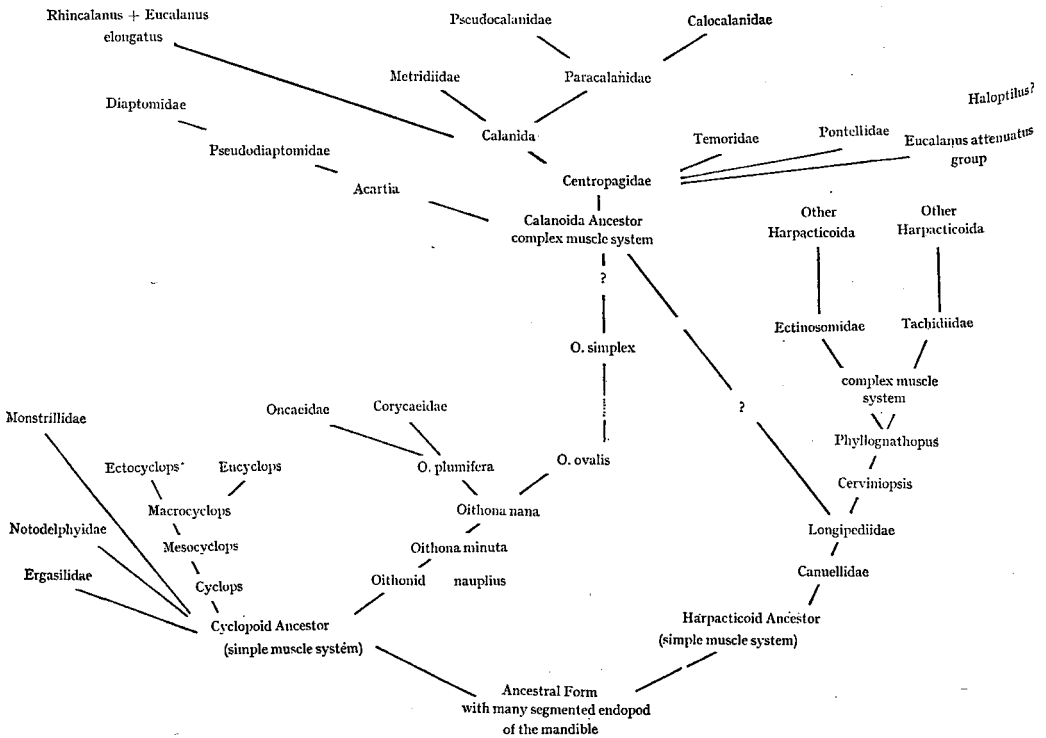 Rhincalanus + Eucalanus
elongatus
Pseudocalanidae
Calocalanidae
Metridiidae
Paracalanidae
Haloptilus?
Diaptomidae
Calanida
Temoridae
Pontellidae
Eucalanus attenuatus
group
Pseudodiaptomidae
Centropagidae
Acartia
Calanoida Ancestor
complex muscle system
Other
Harpacticoida
Other
Harpacticoida
?
O. simplex
Ectinosomidae
Tachidiidae
complex muscle
system
Monstrillidae
Oncaeidae
Corycaeidae
?
Phyllognathopus
Ectocyclops
Eucyclops
O. plumifera
O. ovalis
Cerviniopsis
Macrocyclops
Oithona nana
Notodelphyidae
Longipediidae
Mesocyclops
Oithona minuta
Ergasilidae
Cyclops
Oithonid nauplius
Canuellidae
Cyclopoid Ancestor
(simple muscle systém)
Harpacticoid Ancestor
(simple muscle system)
Ancestral Form
with many segmented endopod
of the mandible